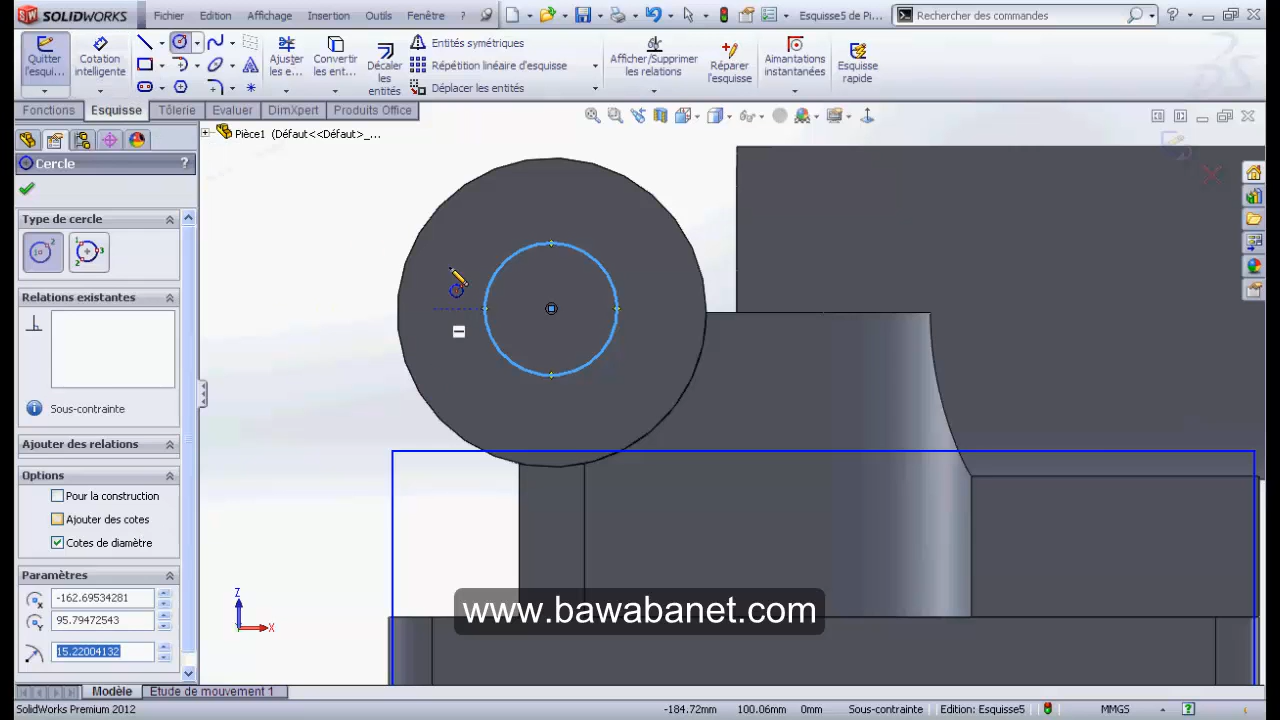 SOLIDWORKS
Fichier Edition Affichage Insertion Outils Fenêtre ? Esquisse5 de Pi... Rechercher des commandes
Quitter l'esqui...
Cotation intelligente
Ajuster les e...
Convertir les ent...
Décaler les entités
Entités symétriques
Répétition linéaire d'esquisse
Déplacer les entités
Afficher/Supprimer les relations
Réparer l'esquisse
Aimantations instantanées
Esquisse rapide
Fonctions Esquisse Tôlerie Evaluer DimXpert Produits Office
Pièce1 (Défaut<<Défaut>_...
Cercle ?
Type de cercle
Relations existantes
Sous-contrainte
Ajouter des relations
Options
Pour la construction
Ajouter des cotes
Cotes de diamètre
Paramètres
-162.69534281
95.79472543
15.22004132
Z
X
www.bawabanet.com
Modèle Etude de mouvement 1
SolidWorks Premium 2012 -184.72mm 100.06mm 0mm Sous-contrainte Edition: Esquisse5 MMGS